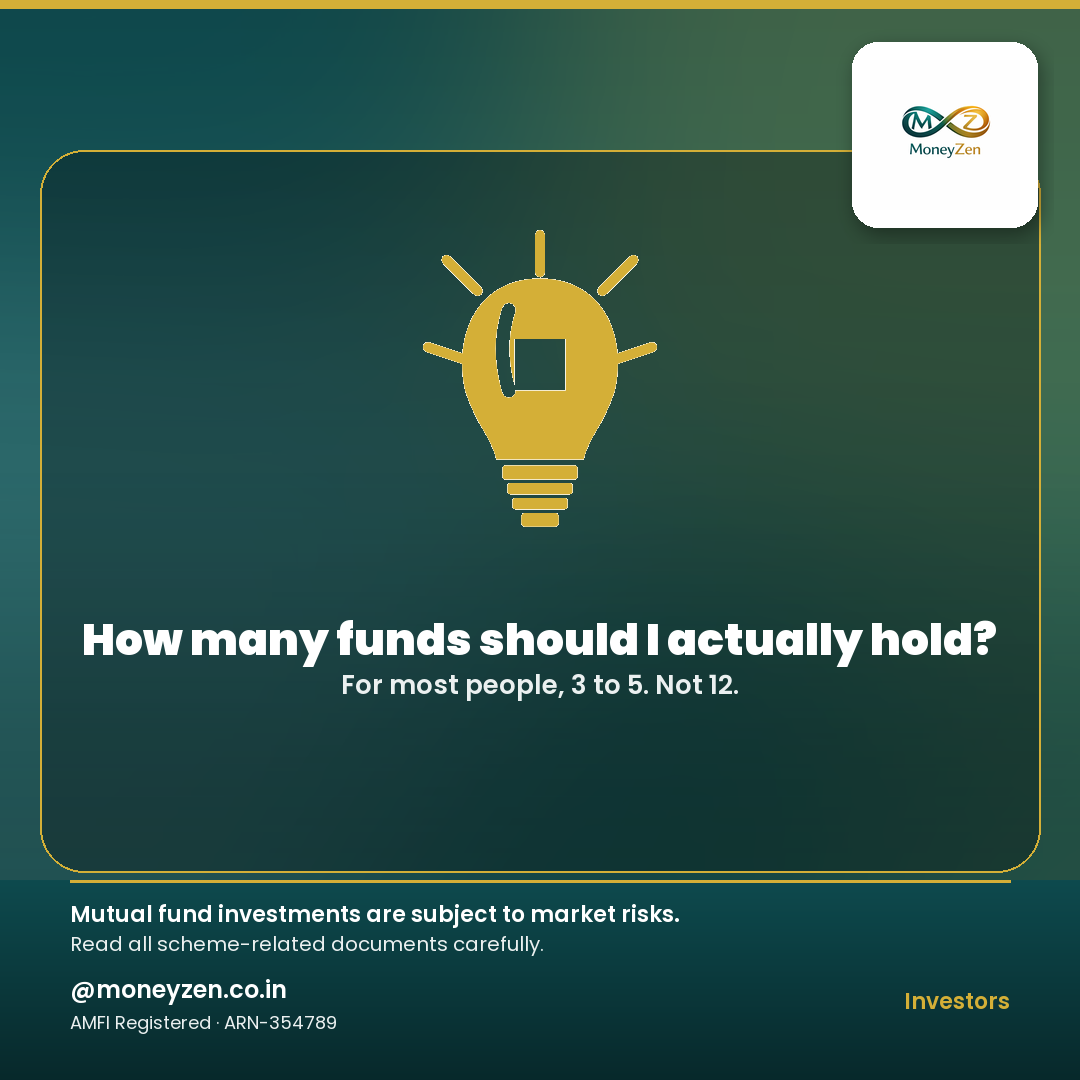 M Z
MoneyZen
How many funds should I actually hold?
For most people, 3 to 5. Not 12.
Mutual fund investments are subject to market risks.
Read all scheme-related documents carefully.
@moneyzen.co.in
AMFI Registered · ARN-354789
Investors